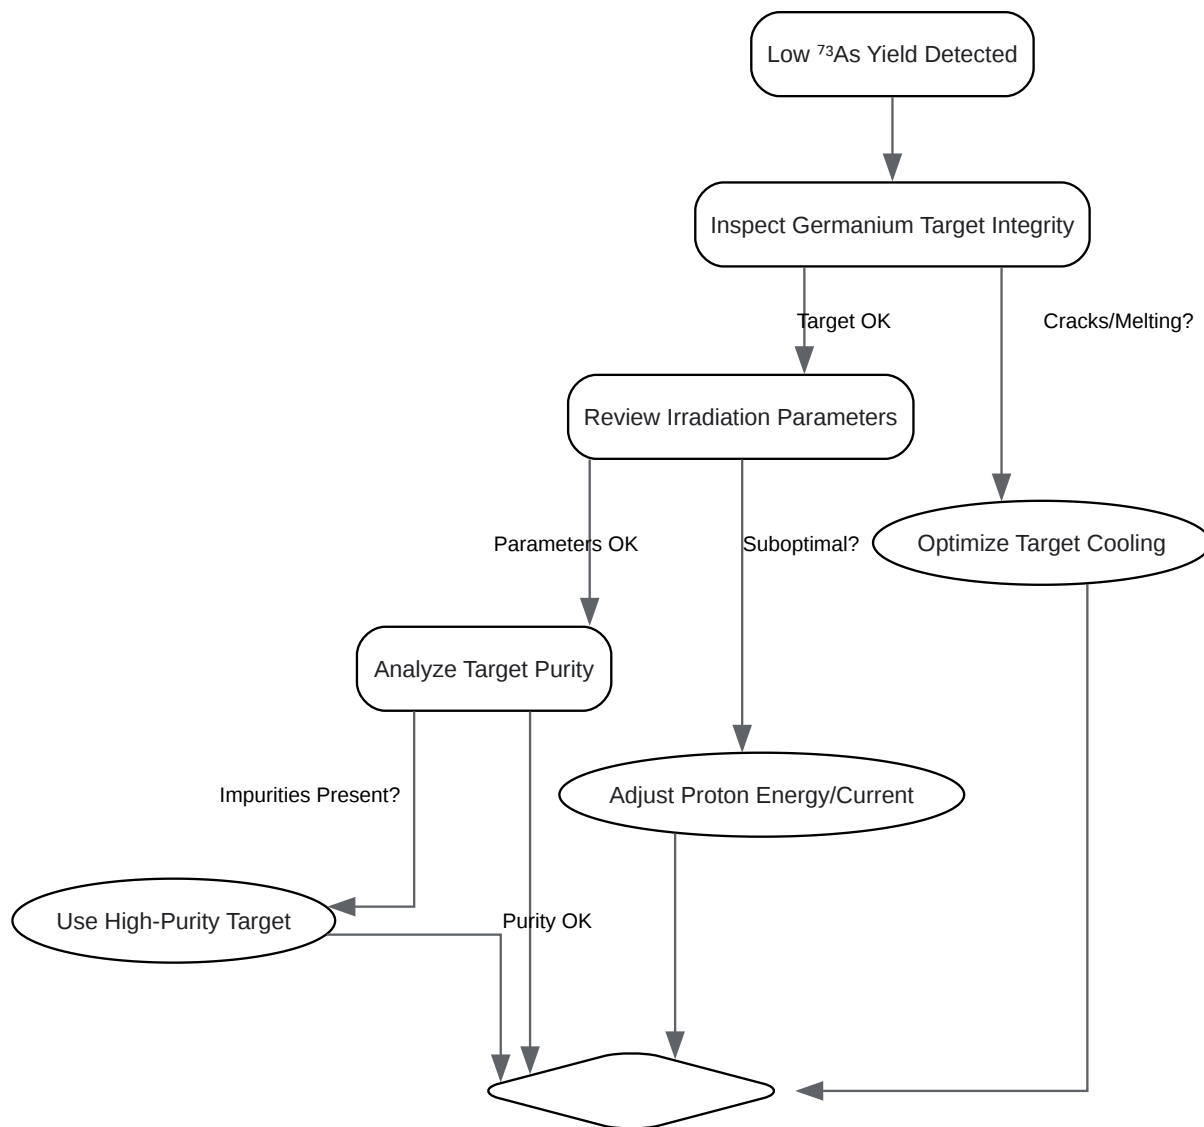 Low ⁷³As Yield Detected
Inspect Germanium Target Integrity
Target OK
Cracks/Melting?
Review Irradiation Parameters
Parameters OK
Suboptimal?
Optimize Target Cooling
Analyze Target Purity
Impurities Present?
Adjust Proton Energy/Current
Use High-Purity Target
Purity OK